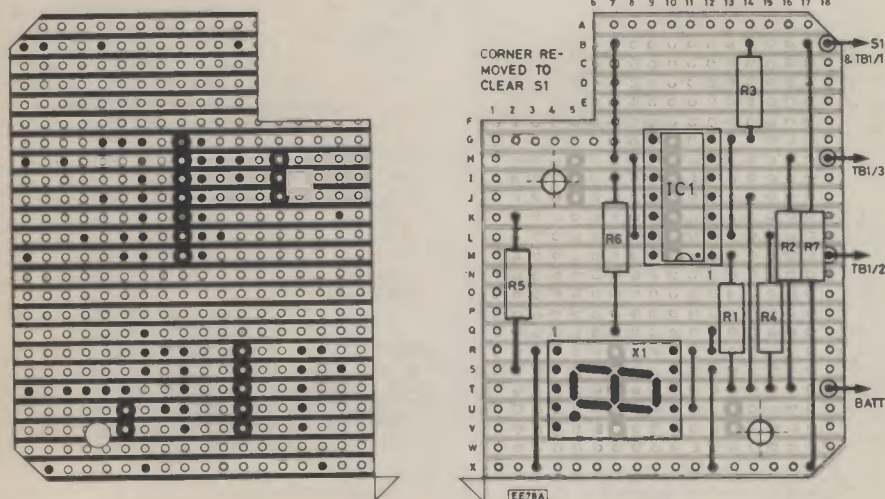 6 7 8 9 10 11 12 13 14 15 16 17 18
A
B
C
D
E
F
G
H
I
J
K
L
M
N
O
P
Q
R
S
T
U
V
W
X
CORNER RE-
MOVED TO
CLEAR S1
1 2 3 4 5
S1
& TB1/1
R3
TB1/3
IC1
R6
R2 R7
TB1/2
1
R5
R1 R4
1
X1
BATT
EE78A